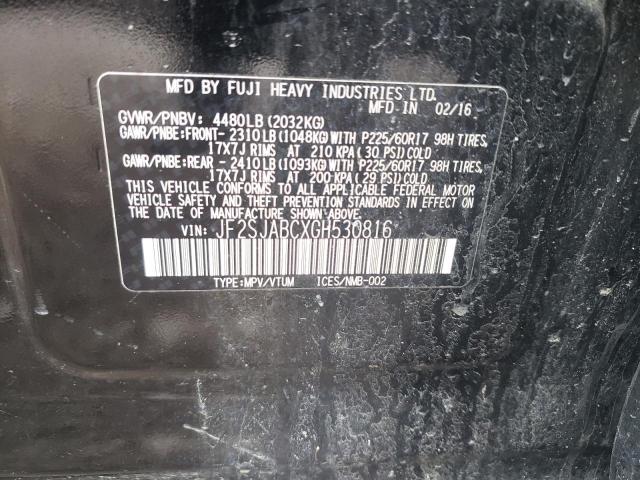 MFD BY FUJI HEAVY INDUSTRIES LTD.
MFD IN 02/16
GVWR/PNBV: 4480LB (2032KG)
GAWR/PNBE:FRONT- 2310LB (1048KG) WITH P225/60R17 98H TIRES,
17X7J RIMS AT 210 KPA (30 PSI) COLD
GAWR/PNBE:REAR - 2410LB (1093KG) WITH P225/60R17 98H TIRES,
17X7J RIMS AT 200 KPA (29 PSI) COLD
THIS VEHICLE CONFORMS TO ALL APPLICABLE FEDERAL MOTOR
VEHICLE SAFETY AND THEFT PREVENTION STANDARDS IN EFFECT
ON THE DATE OF MANUFACTURE SHOWN ABOVE.
VIN: JF2SJABCXGH530816
TYPE:MPV/VTUM ICES/NMB-002